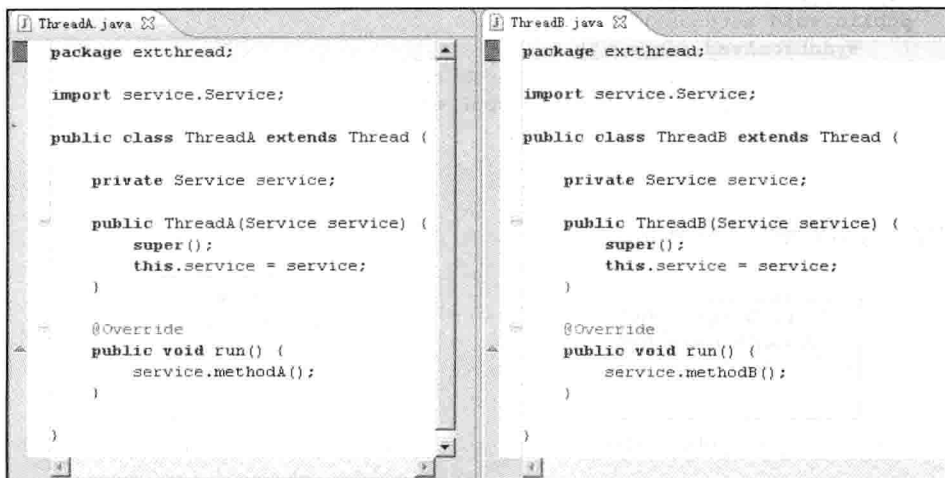 ThreadA.java
package extthread;
import service.Service;
public class ThreadA extends Thread {
private Service service;
public ThreadA(Service service) {
super();
this.service = service;
}
@Override
public void run() {
service.methodA();
}
}
ThreadB.java
package extthread;
import service.Service;
public class ThreadB extends Thread {
private Service service;
public ThreadB(Service service) {
super();
this.service = service;
}
@Override
public void run() {
service.methodB();
}
}